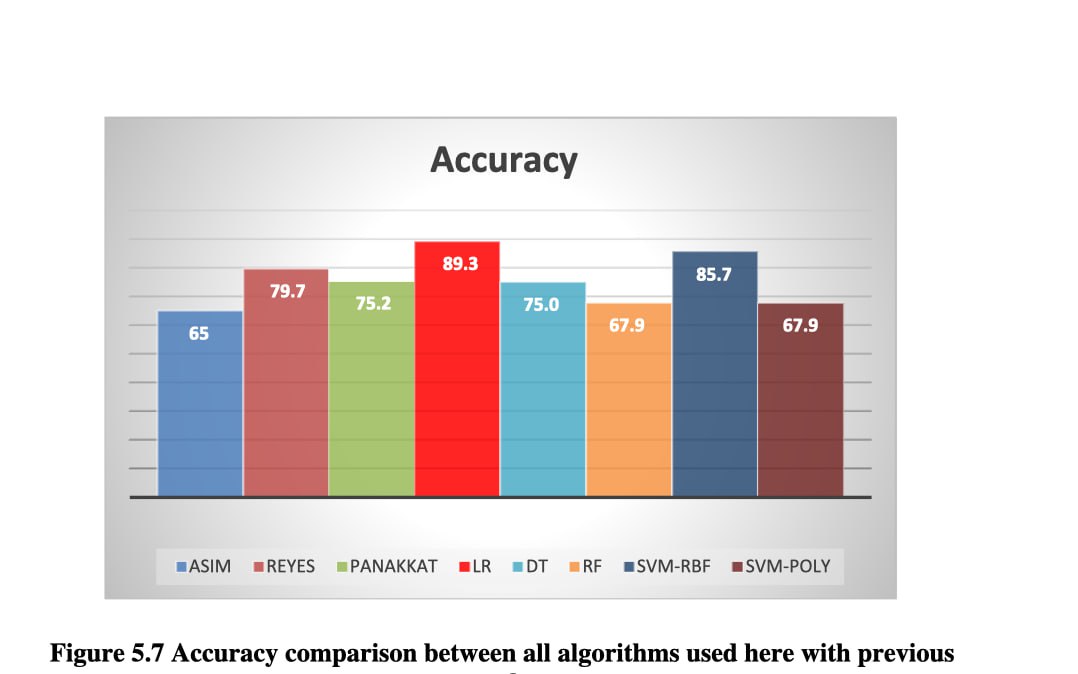 Accuracy
65
79.7
75.2
89.3
75.0
67.9
85.7
67.9
ASIM REYES PANAKKAT LR DT RF SVM-RBF SVM-POLY
Figure 5.7 Accuracy comparison between all algorithms used here with previous